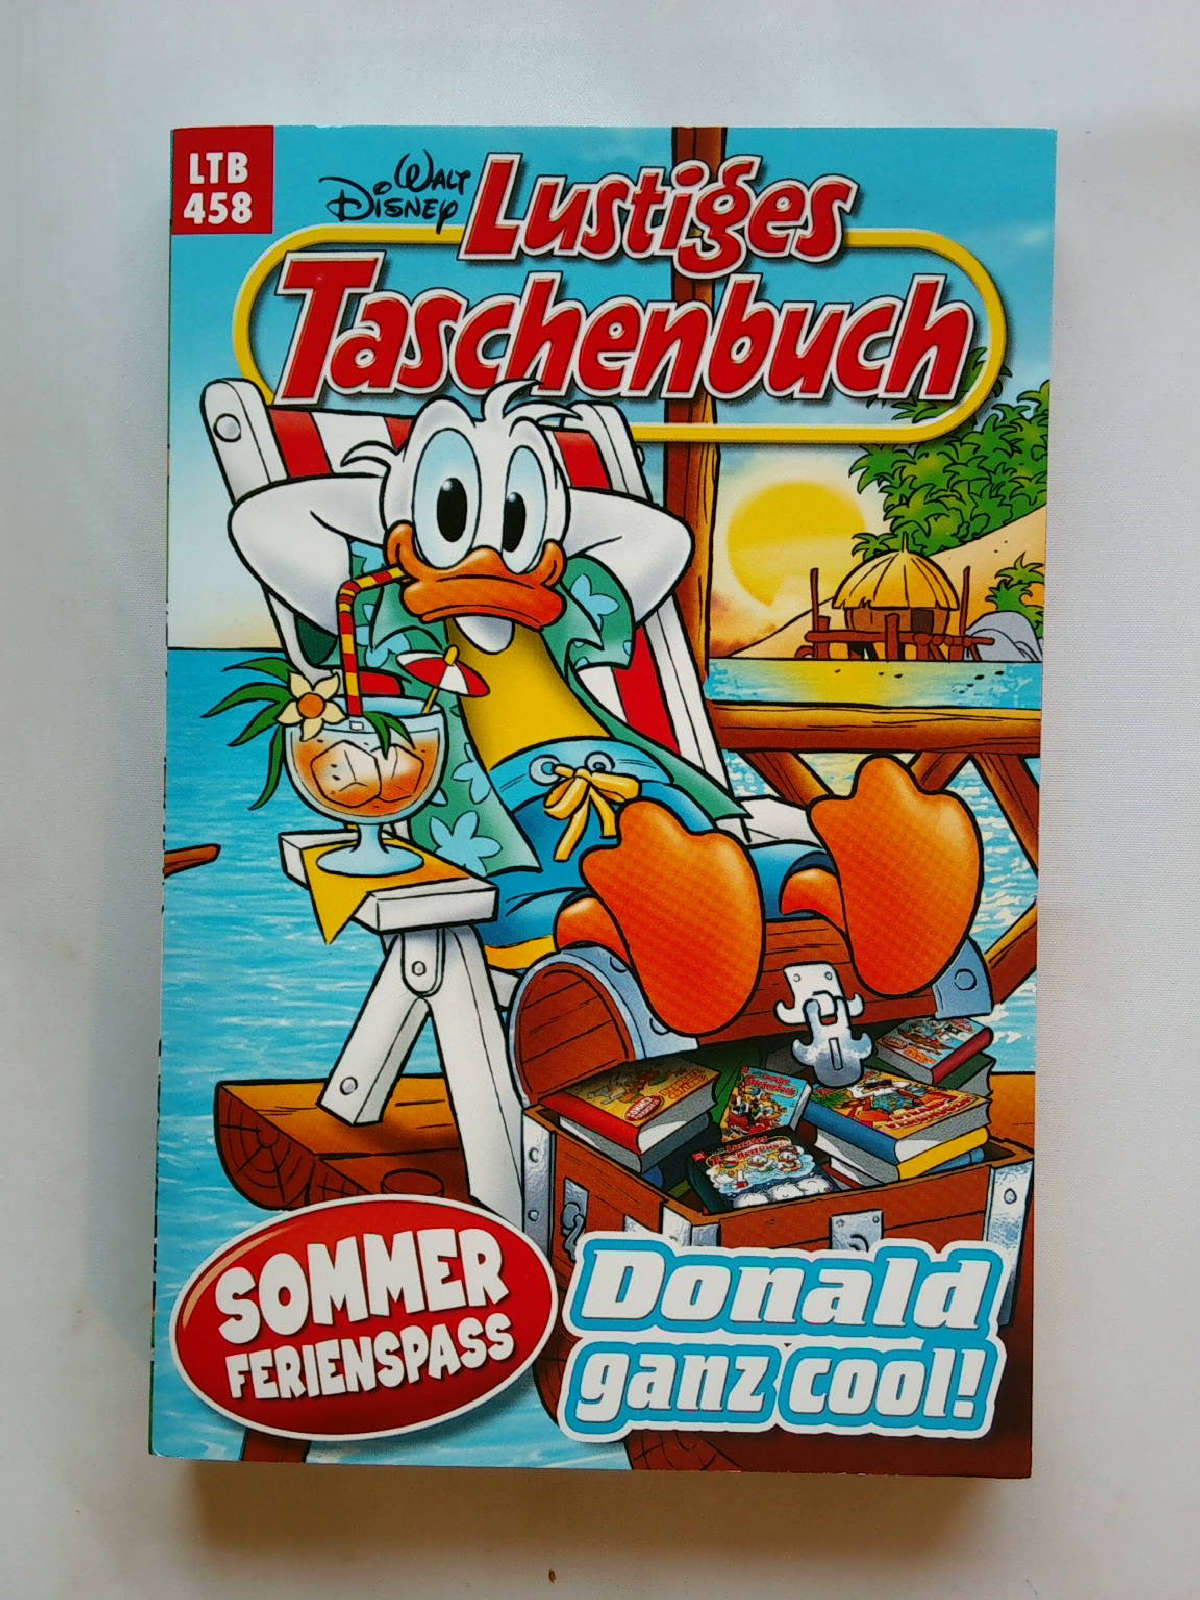 LTB
458
WALT
DISNEY
Lustiges
Taschenbuch
SOMMER
FERIENSPASS
Donald
ganz cool!